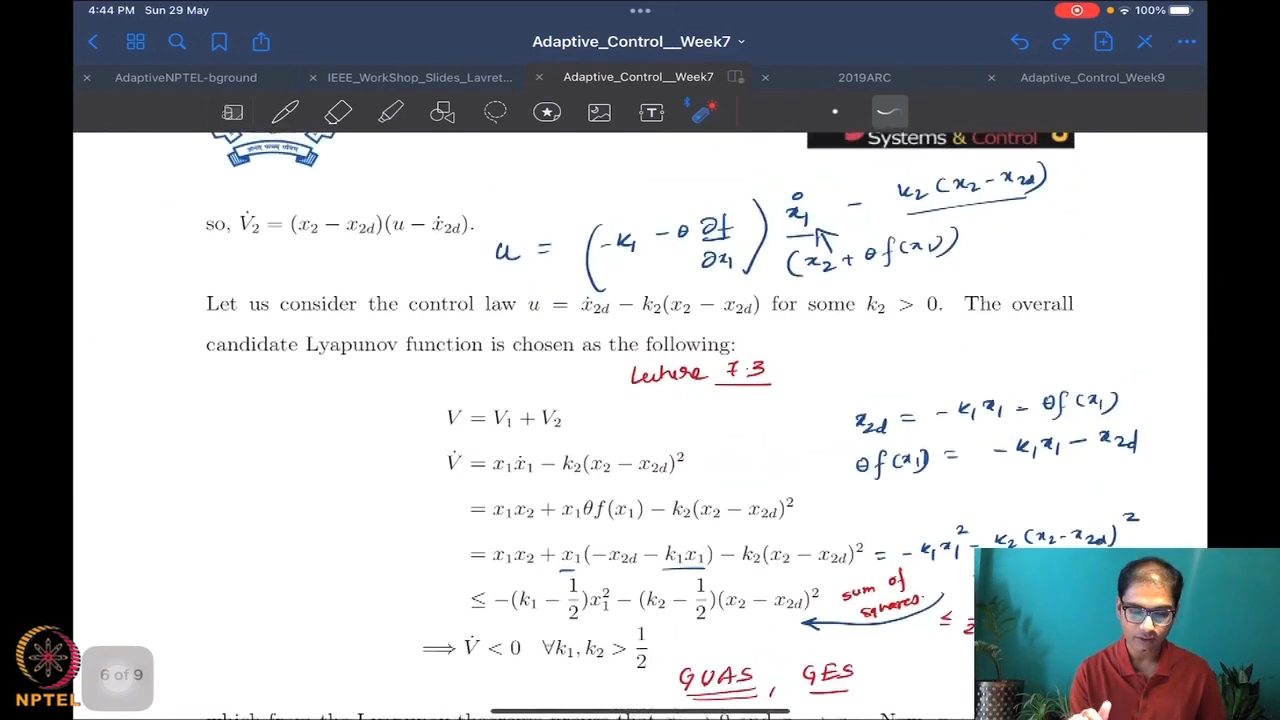 4:44 PM Sun 29 May
100%
Adaptive_Control__Week7
AdaptiveNPTEL-bground
IEEE_WorkShop_Slides_Lavret...
Adaptive_Control_Week7
2019ARC
Adaptive_Control_Week9
Systems & Control
k₂(x₂ − x₂d)
so, V̇₂ = (x₂ − x₂d)(u − ẋ₂d).
u = (−k₁ − θ ∂f/∂x₁) ẋ₁ −
(x₂ + θf(x₁))
Let us consider the control law u = ẋ₂d − k₂(x₂ − x₂d) for some k₂ > 0. The overall
candidate Lyapunov function is chosen as the following:
Lecture 7.3
V = V₁ + V₂
x₂d = −k₁x₁ − θf(x₁)
V̇ = x₁ẋ₁ − k₂(x₂ − x₂d)²
θf(x₁) = −k₁x₁ − x₂d
= x₁x₂ + x₁θf(x₁) − k₂(x₂ − x₂d)²
= x₁x₂ + x₁(−x₂d − k₁x₁) − k₂(x₂ − x₂d)² = −k₁x₁² − k₂(x₂ − x₂d)²
≤ −(k₁ − 1/2)x₁² − (k₂ − 1/2)(x₂ − x₂d)²
sum of
squares.
≤
⟹ V̇ < 0 ∀k₁, k₂ > 1/2
GUAS, GES
6 of 9
NPTEL